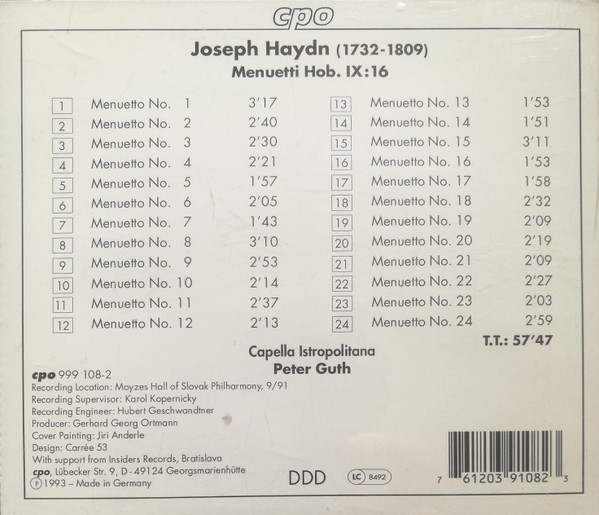 cpo
Joseph Haydn (1732-1809)
Menuetti Hob. IX:16
1 Menuetto No. 1 3'17
2 Menuetto No. 2 2'40
3 Menuetto No. 3 2'30
4 Menuetto No. 4 2'21
5 Menuetto No. 5 1'57
6 Menuetto No. 6 2'05
7 Menuetto No. 7 1'43
8 Menuetto No. 8 3'10
9 Menuetto No. 9 2'53
10 Menuetto No. 10 2'14
11 Menuetto No. 11 2'37
12 Menuetto No. 12 2'13
13 Menuetto No. 13 1'53
14 Menuetto No. 14 1'51
15 Menuetto No. 15 3'11
16 Menuetto No. 16 1'53
17 Menuetto No. 17 1'58
18 Menuetto No. 18 2'32
19 Menuetto No. 19 2'09
20 Menuetto No. 20 2'19
21 Menuetto No. 21 2'09
22 Menuetto No. 22 2'27
23 Menuetto No. 23 2'03
24 Menuetto No. 24 2'59
T.T.: 57'47
Capella Istropolitana
Peter Guth
cpo 999 108-2
Recording Location: Moyzes Hall of Slovak Philharmony, 9/91
Recording Supervisor: Karol Kopernicky
Recording Engineer: Hubert Geschwandtner
Producer: Gerhard Georg Ortmann
Cover Painting: Jiri Anderle
Design: Carrée 53
With support from Insiders Records, Bratislava
cpo, Lübecker Str. 9, D-49124 Georgsmarienhütte
Ⓟ 1993 – Made in Germany
DDD
LC 8492
7 61203 91082 3